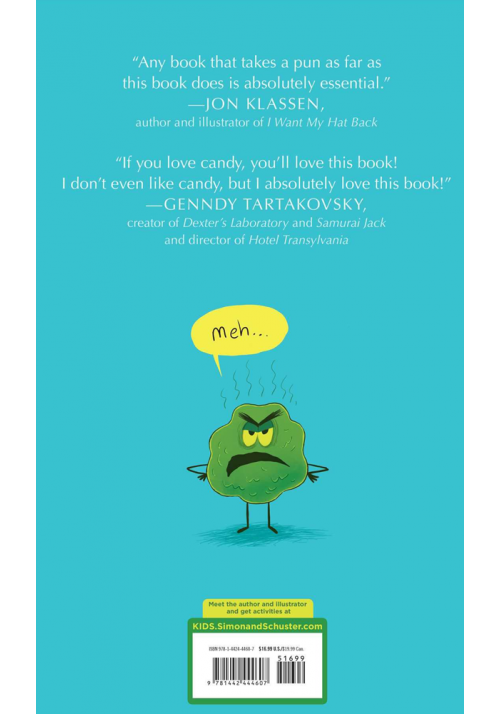 “Any book that takes a pun as far as
this book does is absolutely essential.”
—JON KLASSEN,
author and illustrator of I Want My Hat Back
“If you love candy, you’ll love this book!
I don’t even like candy, but I absolutely love this book!”
—GENNDY TARTAKOVSKY,
creator of Dexter’s Laboratory and Samurai Jack
and director of Hotel Transylvania
meh...
Meet the author and illustrator
and get activities at
KIDS.SimonandSchuster.com
ISBN 978-1-4424-4460-7 $16.99 U.S./$19.99 Can.
51699
9 781442 444607